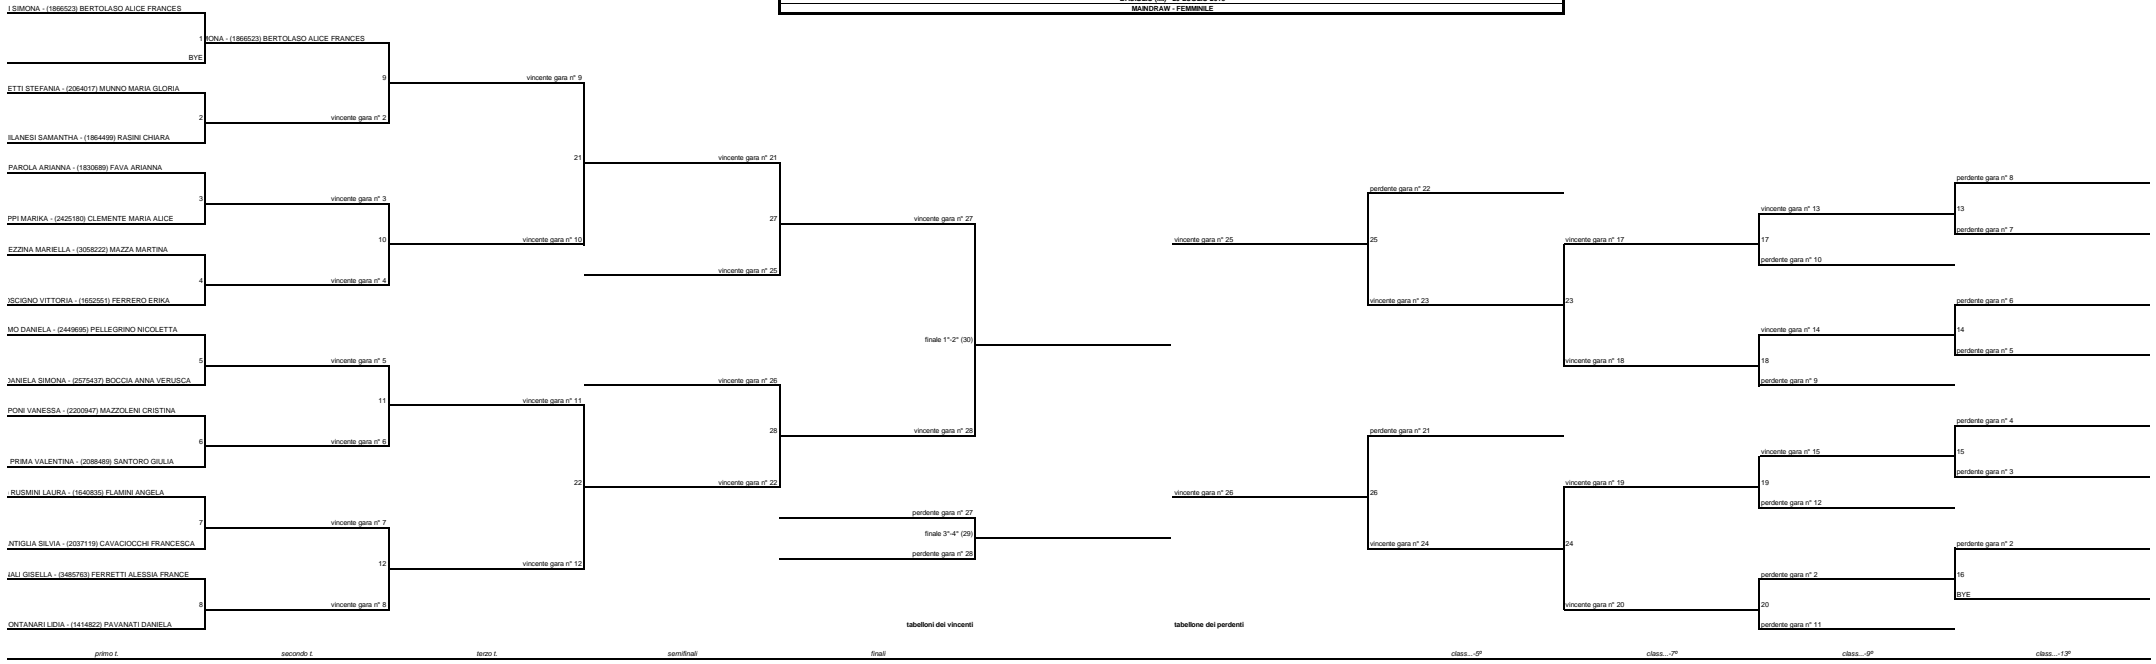 MAINDRAW - FEMMINILE
I SIMONA - (1866523) BERTOLASO ALICE FRANCES
1
MONA - (1866523) BERTOLASO ALICE FRANCES
BYE
9
vincente gara n° 9
ETTI STEFANIA - (2064017) MUNNO MARIA GLORIA
2
vincente gara n° 2
ILANESI SAMANTHA - (1864499) RASINI CHIARA
21
vincente gara n° 21
PAROLA ARIANNA - (1830689) FAVA ARIANNA
3
vincente gara n° 3
PPI MARIKA - (2425180) CLEMENTE MARIA ALICE
27
vincente gara n° 27
10
vincente gara n° 10
EZZINA MARIELLA - (3058222) MAZZA MARTINA
4
vincente gara n° 4
vincente gara n° 25
OSCIGNO VITTORIA - (1652551) FERRERO ERIKA
MO DANIELA - (2449695) PELLEGRINO NICOLETTA
finale 1°-2° (30)
5
vincente gara n° 5
DANIELA SIMONA - (2575437) BOCCIA ANNA VERUSCA
vincente gara n° 26
11
vincente gara n° 11
PONI VANESSA - (2200947) MAZZOLENI CRISTINA
28
vincente gara n° 28
6
vincente gara n° 6
PRIMA VALENTINA - (2088489) SANTORO GIULIA
22
vincente gara n° 22
RUSMINI LAURA - (1640835) FLAMINI ANGELA
perdente gara n° 27
7
vincente gara n° 7
finale 3°-4° (29)
NTIGLIA SILVIA - (2037119) CAVACIOCCHI FRANCESCA
perdente gara n° 28
12
vincente gara n° 12
ALI GISELLA - (3485763) FERRETTI ALESSIA FRANCE
8
vincente gara n° 8
ONTANARI LIDIA - (1414822) PAVANATI DANIELA
tabelloni dei vincenti
perdente gara n° 22
perdente gara n° 8
vincente gara n° 13
13
perdente gara n° 7
vincente gara n° 25
25
vincente gara n° 17
17
perdente gara n° 10
vincente gara n° 23
23
perdente gara n° 6
vincente gara n° 14
14
perdente gara n° 5
vincente gara n° 18
18
perdente gara n° 9
perdente gara n° 21
perdente gara n° 4
vincente gara n° 15
15
perdente gara n° 3
vincente gara n° 26
26
vincente gara n° 19
19
perdente gara n° 12
vincente gara n° 24
24
perdente gara n° 2
perdente gara n° 2
16
BYE
vincente gara n° 20
20
perdente gara n° 11
tabellone dei perdenti
primo t.
secondo t.
terzo t.
semifinali
finali
class...-5º
class...-7º
class...-9º
class...-13º